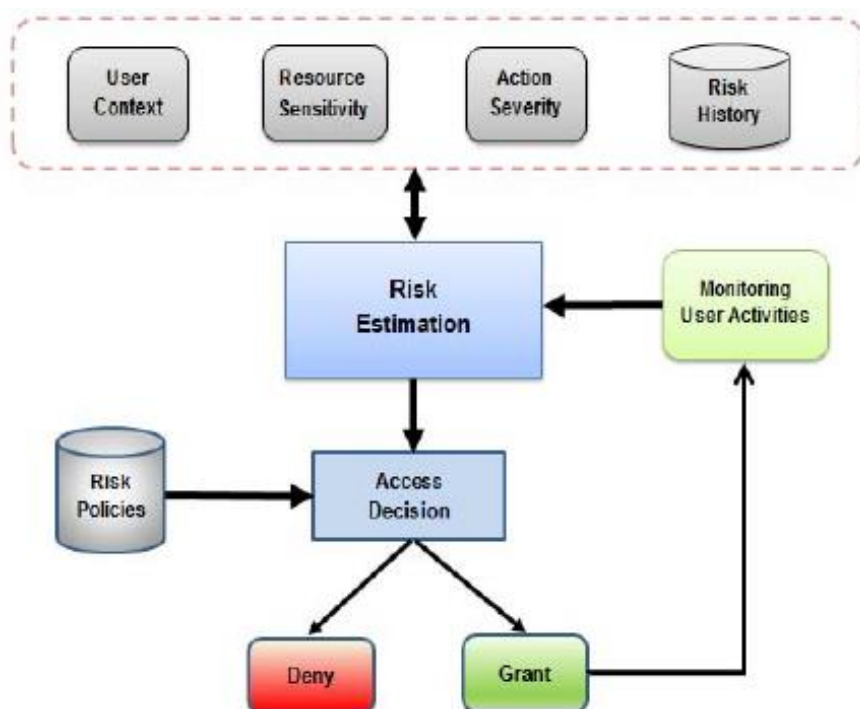 User
Context
Resource
Sensitivity
Action
Severity
Risk
History
Risk
Estimation
Monitoring
User Activities
Risk
Policies
Access
Decision
Deny
Grant